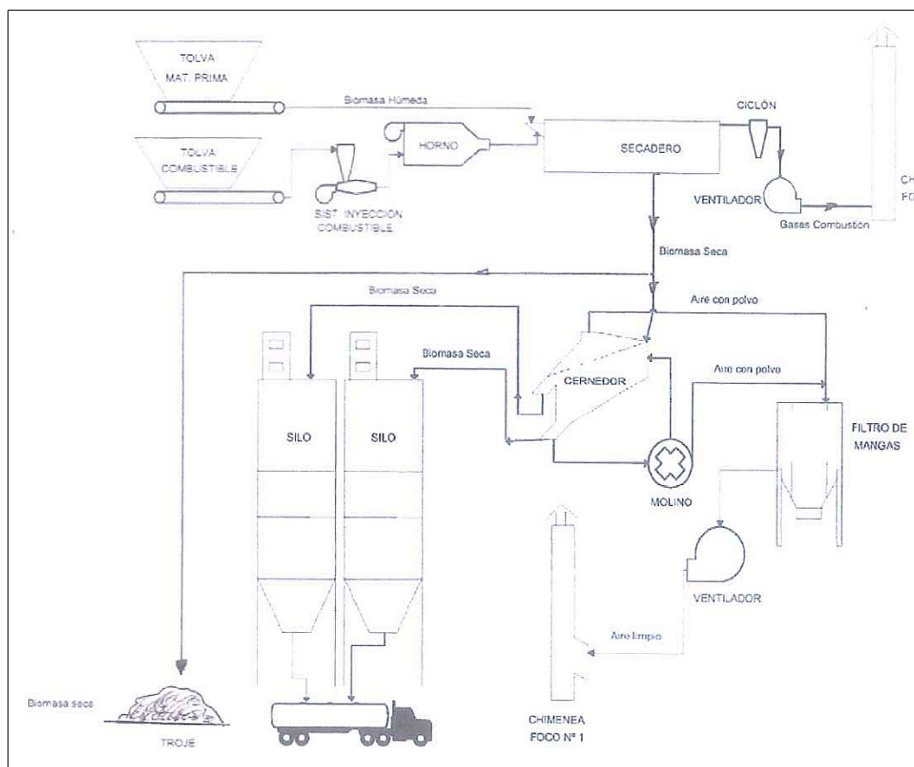 TOLVA
MAT. PRIMA
Biomasa Húmeda
CICLÓN
TOLVA
COMBUSTIBLE
HORNO
SECADERO
SIST. INYECCIÓN
COMBUSTIBLE
VENTILADOR
CH
FO
Gases Combustión
Biomasa Seca
Biomasa Seca
Aire con polvo
Biomasa Seca
CERNEDOR
Aire con polvo
SILO
SILO
FILTRO DE
MANGAS
MOLINO
VENTILADOR
Aire limpio
Biomasa seca
TROJE
CHIMENEA
FOCO Nº 1